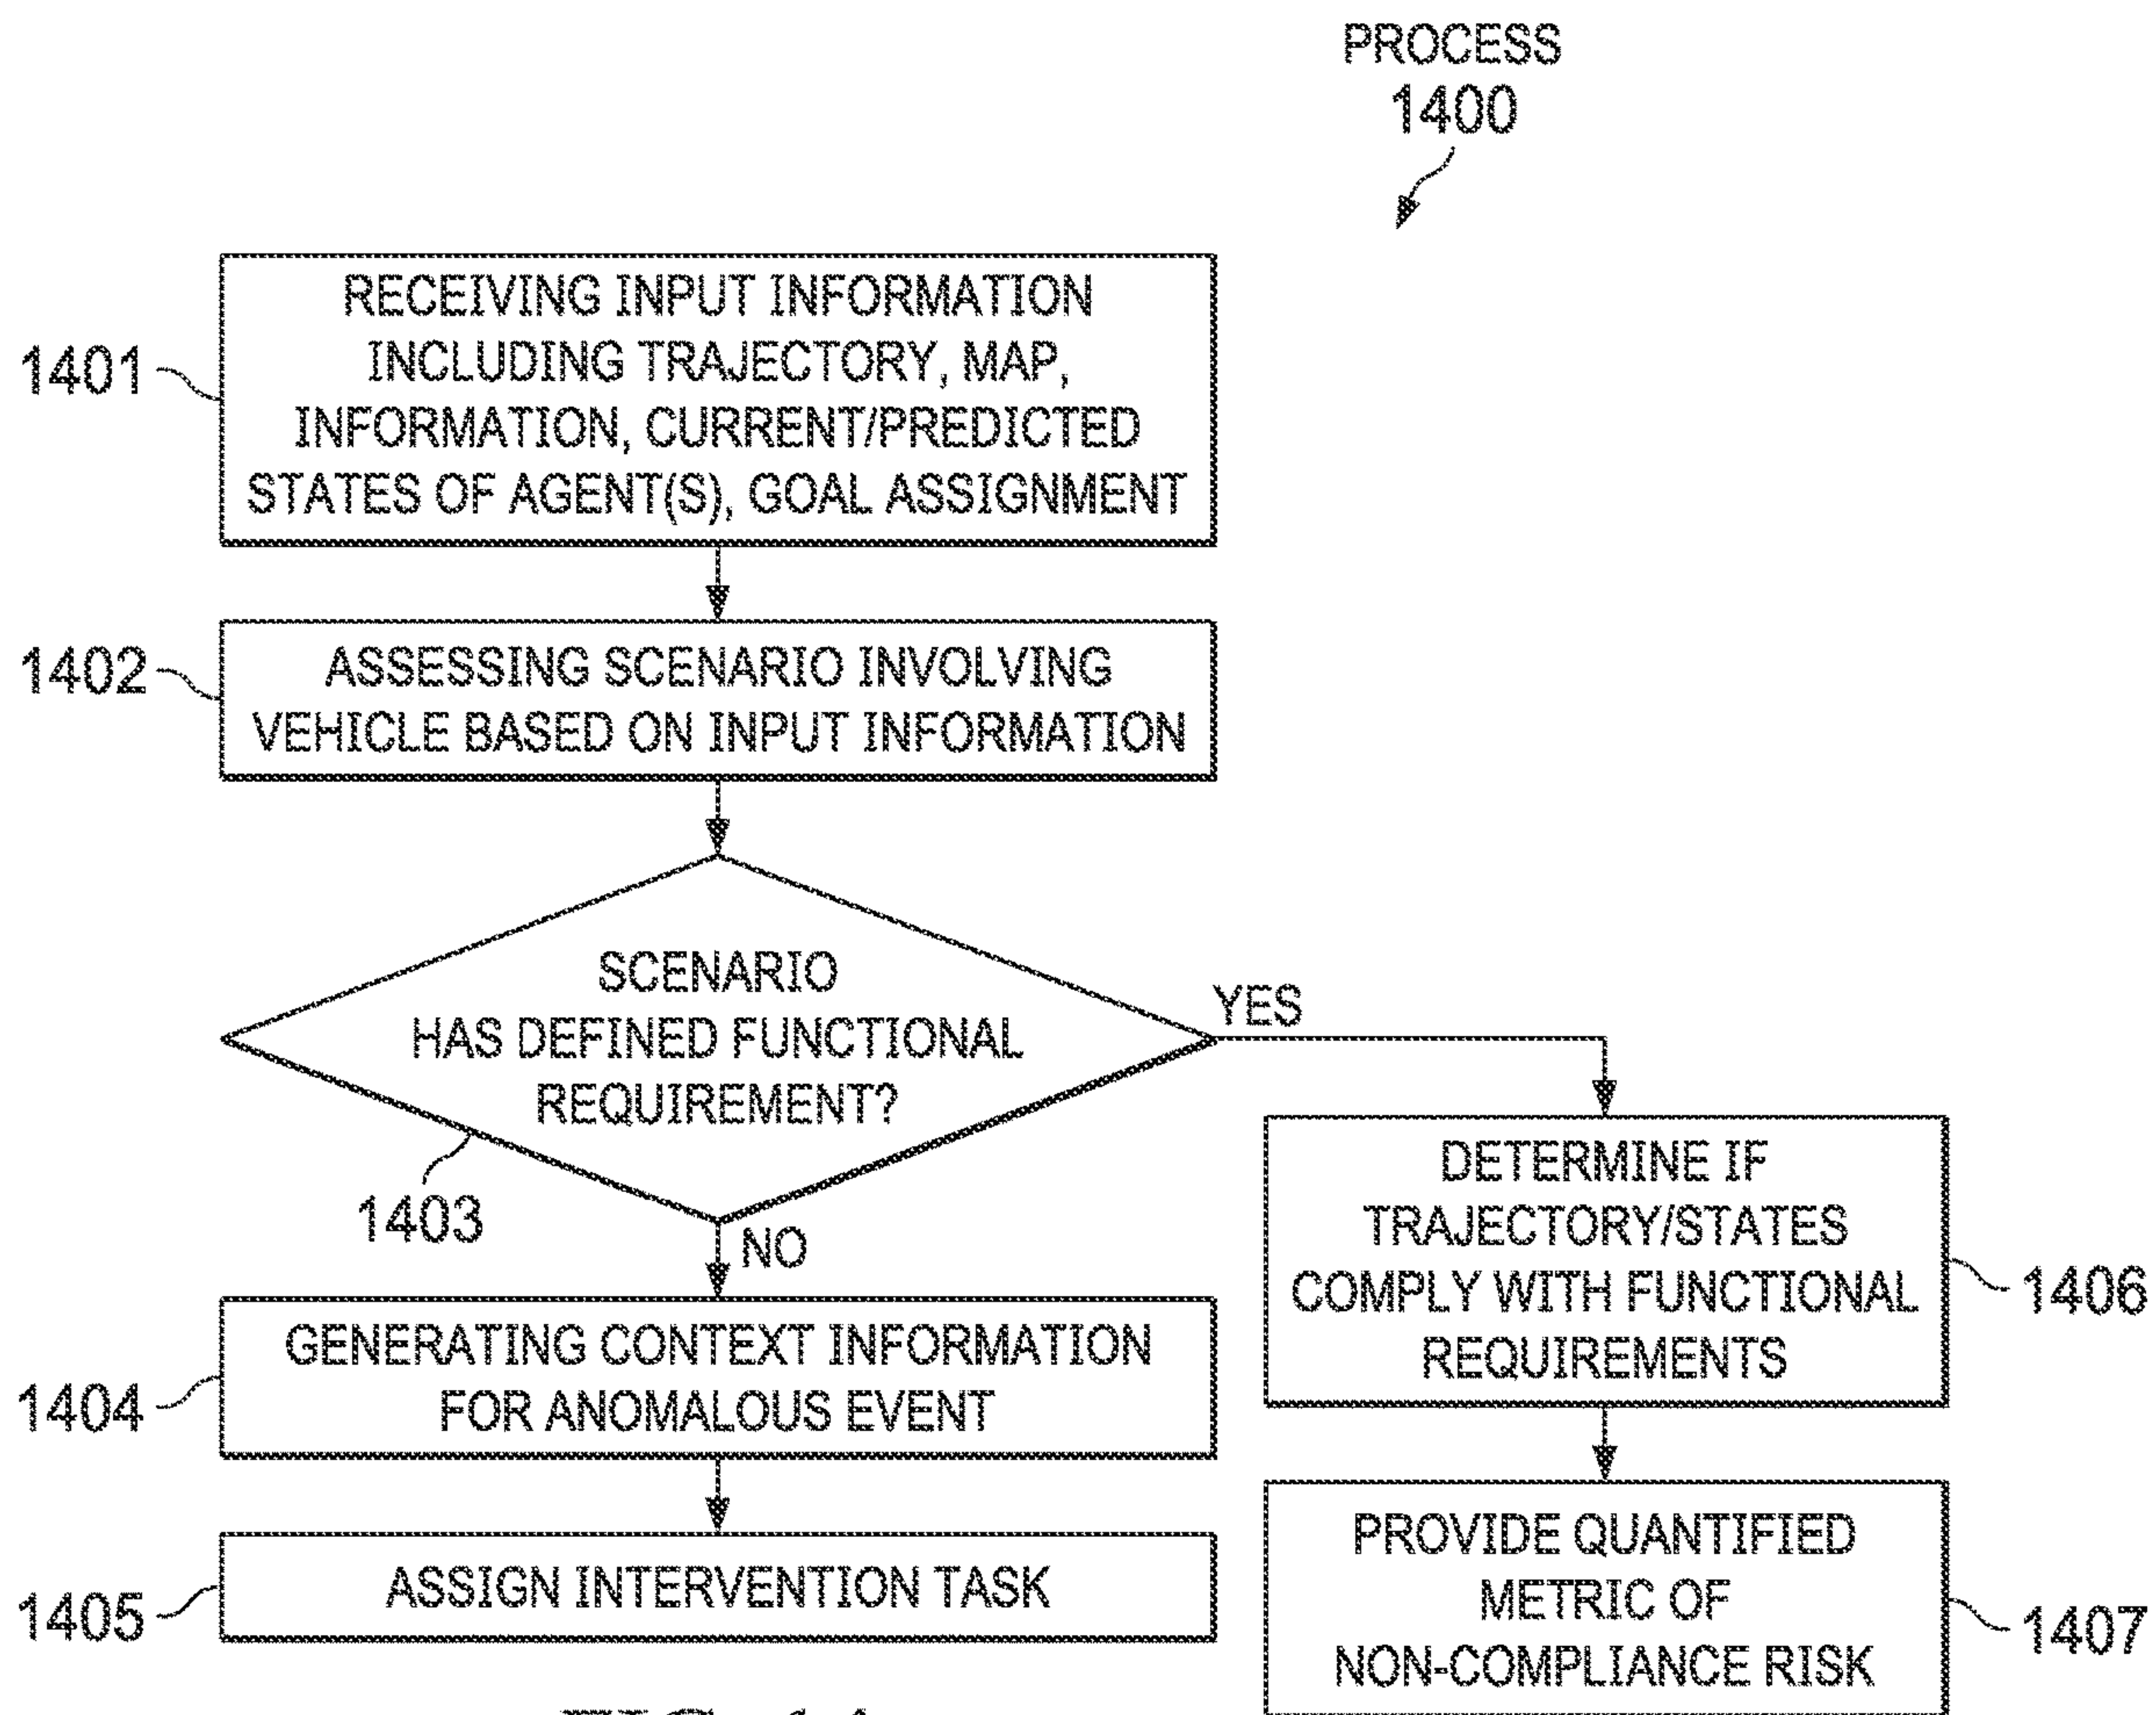 PROCESS
1400
1401
RECEIVING INPUT INFORMATION
INCLUDING TRAJECTORY, MAP,
INFORMATION, CURRENT/PREDICTED
STATES OF AGENT(S), GOAL ASSIGNMENT
1402
ASSESSING SCENARIO INVOLVING
VEHICLE BASED ON INPUT INFORMATION
SCENARIO
HAS DEFINED FUNCTIONAL
REQUIREMENT?
1403
YES
NO
1404
GENERATING CONTEXT INFORMATION
FOR ANOMALOUS EVENT
1405
ASSIGN INTERVENTION TASK
DETERMINE IF
TRAJECTORY/STATES
COMPLY WITH FUNCTIONAL
REQUIREMENTS
1406
PROVIDE QUANTIFIED
METRIC OF
NON-COMPLIANCE RISK
1407